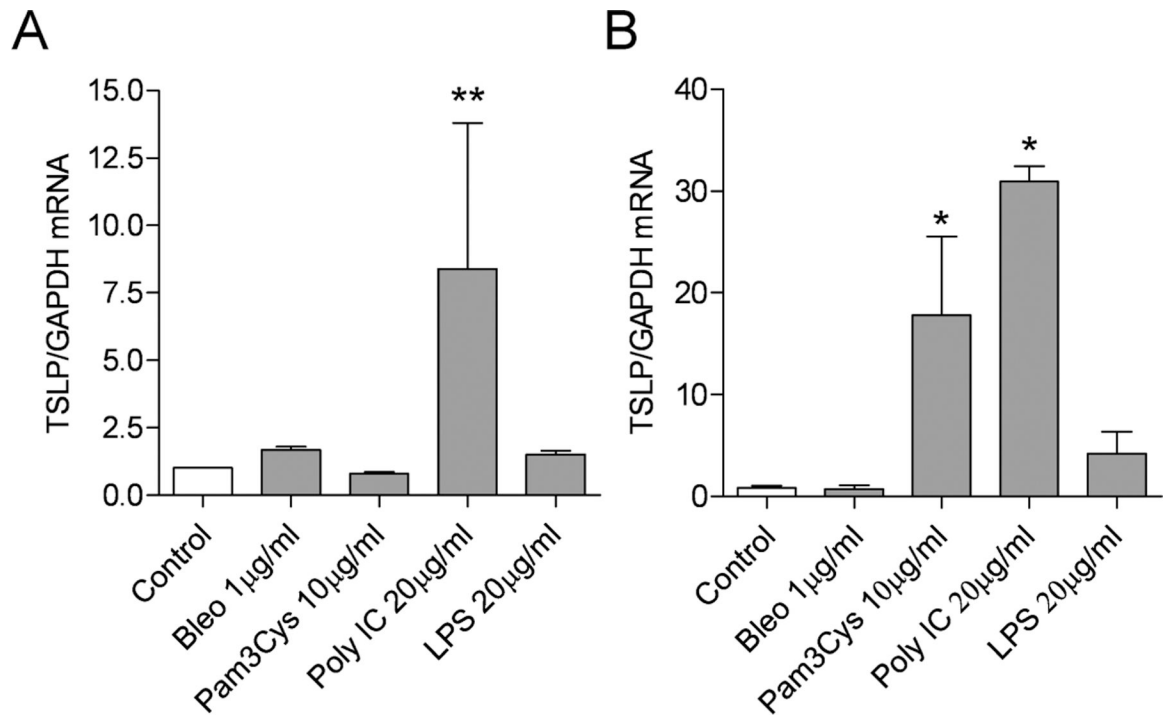 A
TSLP/GAPDH mRNA
15.0
12.5
10.0
7.5
5.0
2.5
0.0
**
Control
Bleo 1μg/ml
Pam3Cys 10μg/ml
Poly IC 20μg/ml
LPS 20μg/ml
B
TSLP/GAPDH mRNA
40
30
20
10
0
*
*
Control
Bleo 1μg/ml
Pam3Cys 10μg/ml
Poly IC 20μg/ml
LPS 20μg/ml